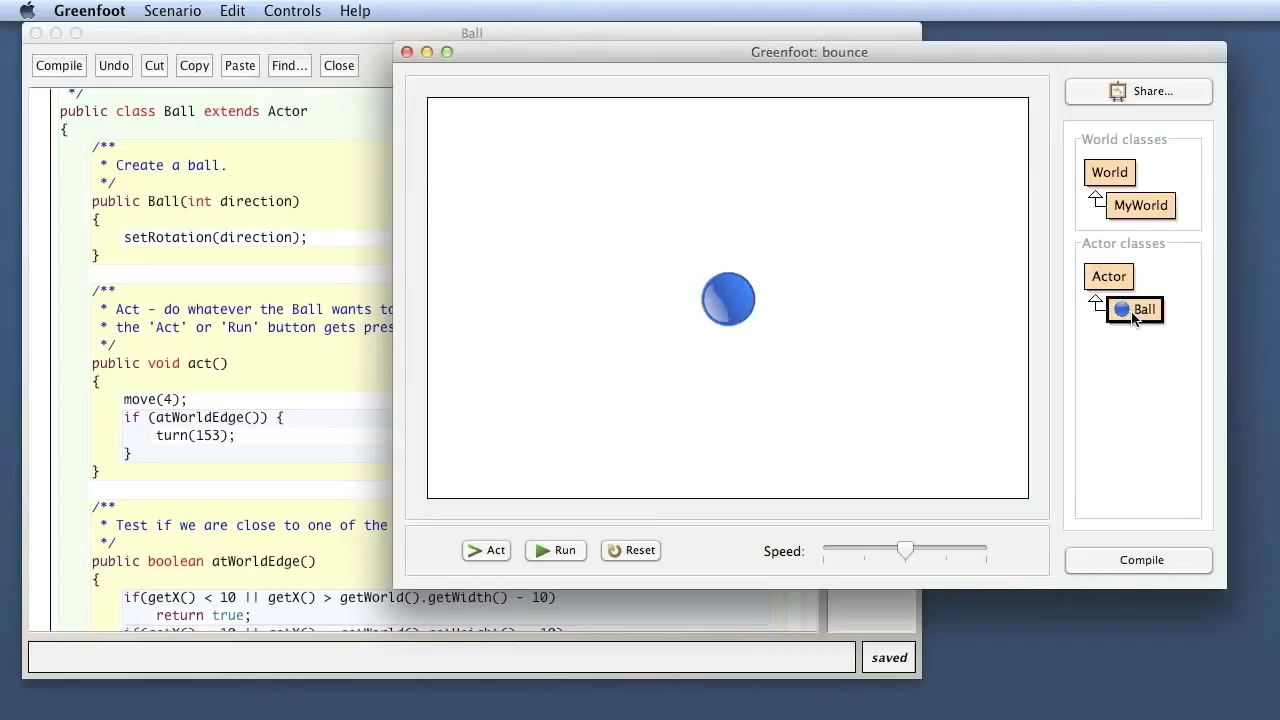 Greenfoot Scenario Edit Controls Help
Ball
Compile Undo Cut Copy Paste Find... Close
*/
public class Ball extends Actor
{
/**
* Create a ball.
*/
public Ball(int direction)
{
setRotation(direction);
}
/**
* Act - do whatever the Ball wants to
* the 'Act' or 'Run' button gets pres
*/
public void act()
{
move(4);
if (atWorldEdge()) {
turn(153);
}
}
/**
* Test if we are close to one of the
*/
public boolean atWorldEdge()
{
if(getX() < 10 || getX() > getWorld().getWidth() - 10)
return true;
saved
Greenfoot: bounce
Share...
World classes
World
MyWorld
Actor classes
Actor
Ball
Act Run Reset Speed:
Compile